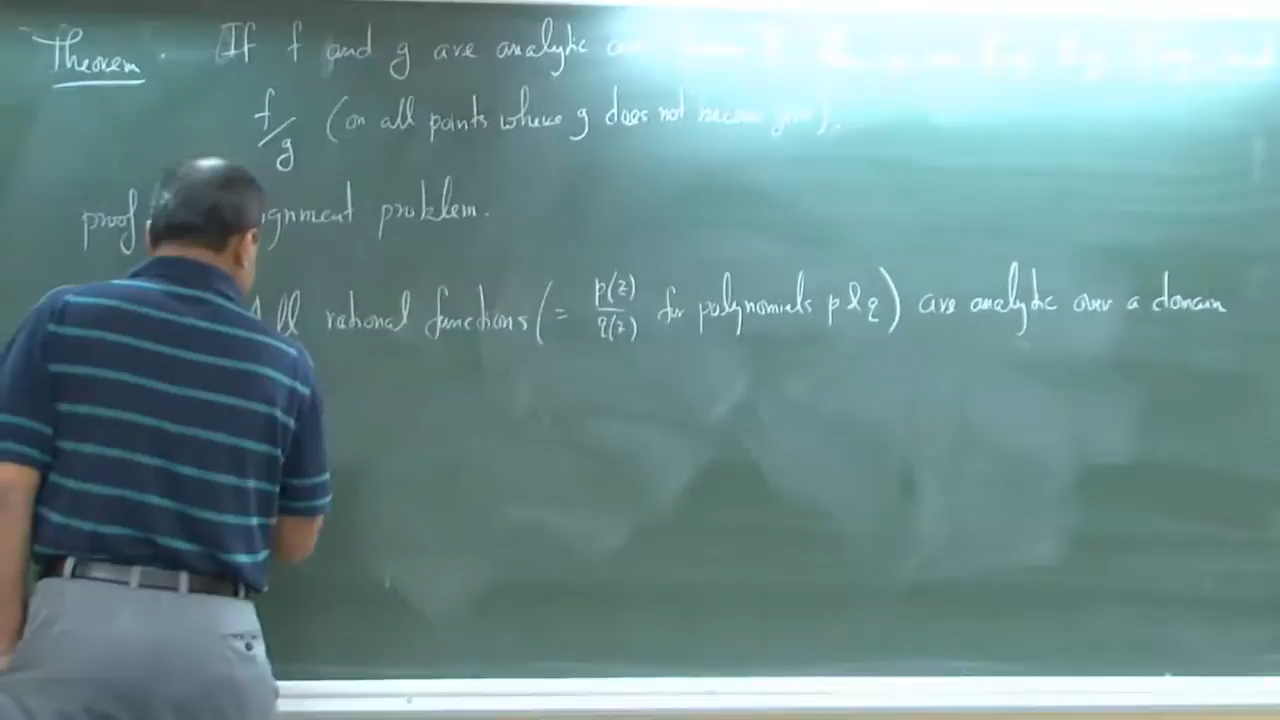 Theorem. If f and g are analytic
f/g (on all points where g does not become zero).
proof ignment problem.
All rational functions (= p(z)/q(z) for polynomials p & q) are analytic over a domain